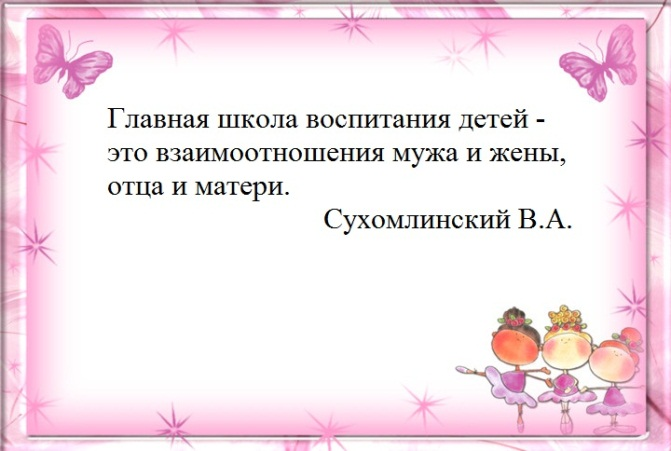 Главная школа воспитания детей -
это взаимоотношения мужа и жены,
отца и матери.
Сухомлинский В.А.